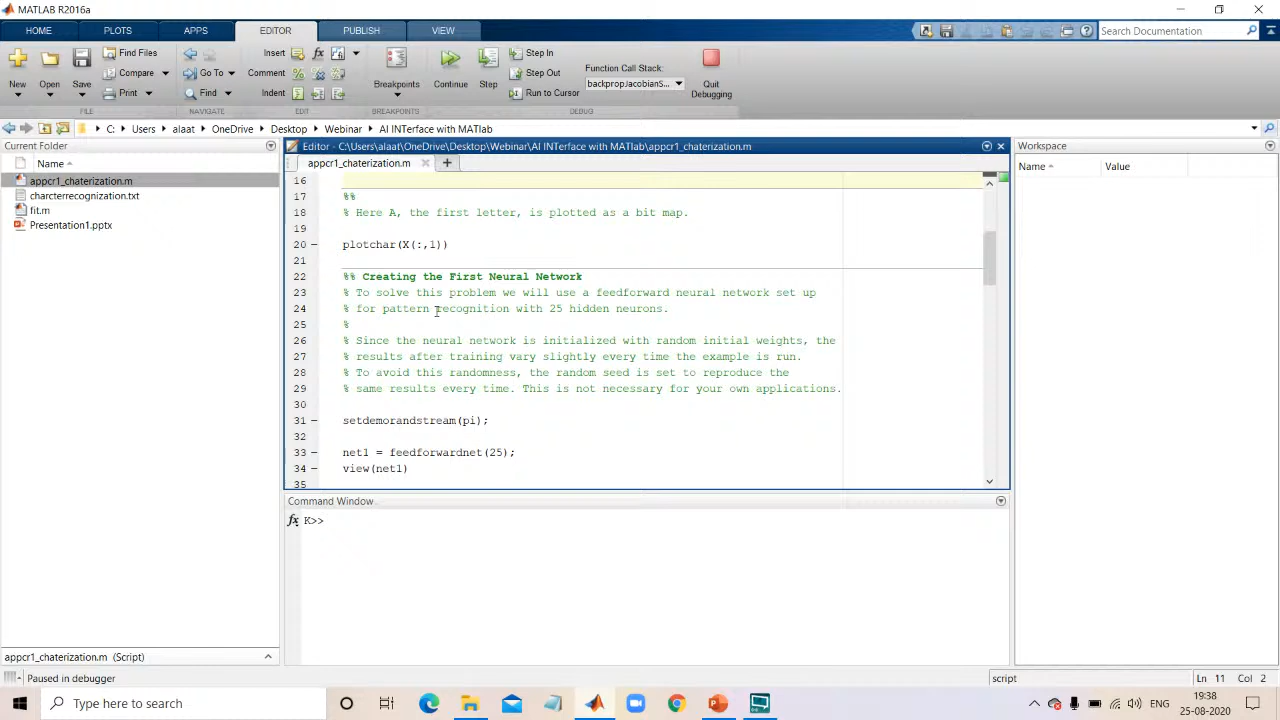 MATLAB R2016a
HOME
PLOTS
APPS
EDITOR
PUBLISH
VIEW
Search Documentation
New
Open
Save
Find Files
Compare
Print
Go To
Find
Insert
Comment
Indent
Breakpoints
Continue
Step
Step In
Step Out
Run to Cursor
Function Call Stack:
backpropJacobianS...
Quit
Debugging
FILE
NAVIGATE
EDIT
BREAKPOINTS
DEBUG
C: Users alaat OneDrive Desktop Webinar AI INTerface with MATlab
Current Folder
Name
appcr1_chaterization.m
charcterrecognization.txt
fit.m
Presentation1.pptx
appcr1_chaterization.m (Script)
Editor - C:\Users\alaat\OneDrive\Desktop\Webinar\AI INTerface with MATlab\appcr1_chaterization.m
appcr1_chaterization.m
16
17 %%
18 % Here A, the first letter, is plotted as a bit map.
19
20 plotchar(X(:,1))
21
22 %% Creating the First Neural Network
23 % To solve this problem we will use a feedforward neural network set up
24 % for pattern recognition with 25 hidden neurons.
25 %
26 % Since the neural network is initialized with random initial weights, the
27 % results after training vary slightly every time the example is run.
28 % To avoid this randomness, the random seed is set to reproduce the
29 % same results every time. This is not necessary for your own applications.
30
31 setdemorandstream(pi);
32
33 net1 = feedforwardnet(25);
34 view(net1)
35
Command Window
fx K>>
Workspace
Name
Value
Paused in debugger
script
Ln 11 Col 2
Type here to search
ENG
19:38
25-08-2020